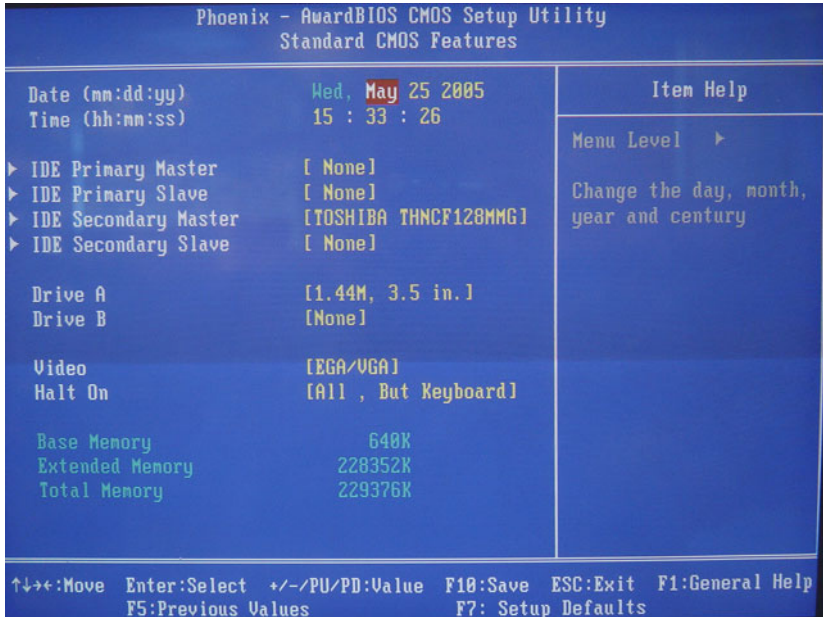 Phoenix - AwardBIOS CMOS Setup Utility
Standard CMOS Features
Date (mm:dd:yy) Wed, May 25 2005
Time (hh:mm:ss) 15 : 33 : 26
▶ IDE Primary Master [ None]
▶ IDE Primary Slave [ None]
▶ IDE Secondary Master [TOSHIBA THNCF128MMG]
▶ IDE Secondary Slave [ None]
Drive A [1.44M, 3.5 in.]
Drive B [None]
Video [EGA/VGA]
Halt On [All , But Keyboard]
Base Memory 640K
Extended Memory 228352K
Total Memory 229376K
Item Help
Menu Level ▶
Change the day, month,
year and century
↑↓→←:Move Enter:Select +/-/PU/PD:Value F10:Save ESC:Exit F1:General Help
F5:Previous Values F7: Setup Defaults